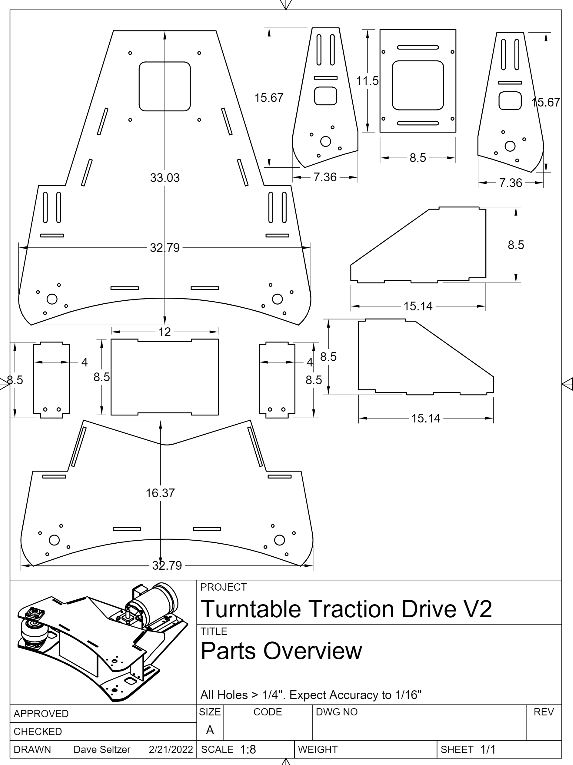 15.67
11.5
15.67
33.03
8.5
7.36
7.36
32.79
8.5
15.14
12
4
4
8.5
8.5
8.5
8.5
15.14
16.37
32.79
PROJECT
Turntable Traction Drive V2
TITLE
Parts Overview
All Holes > 1/4". Expect Accuracy to 1/16"
APPROVED
SIZE CODE DWG NO REV
A
CHECKED
DRAWN Dave Seltzer 2/21/2022 SCALE 1:8 WEIGHT SHEET 1/1